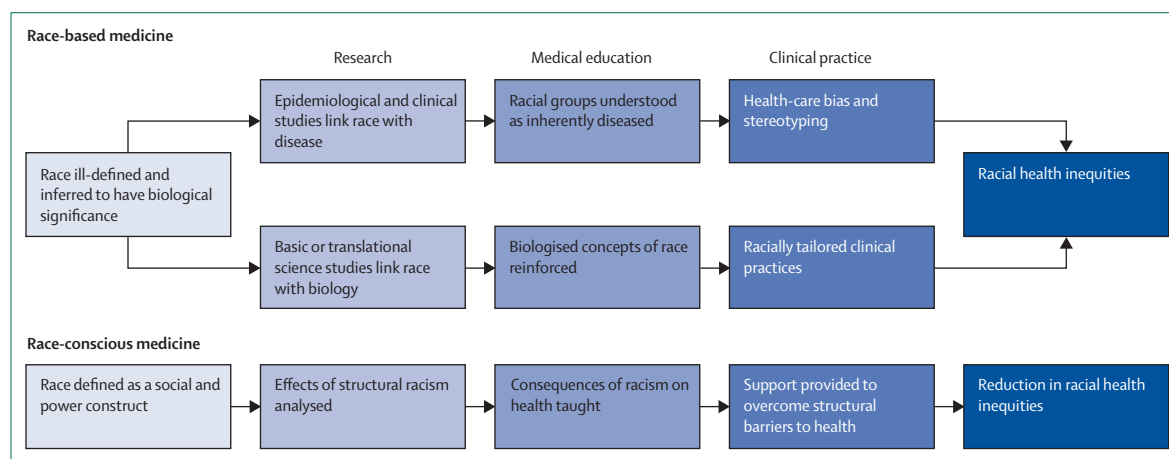 Race-based medicine
Research
Medical education
Clinical practice
Epidemiological and clinical
studies link race with
disease
Racial groups understood
as inherently diseased
Health-care bias and
stereotyping
Race ill-defined and
inferred to have biological
significance
Racial health inequities
Basic or translational
science studies link race
with biology
Biologised concepts of race
reinforced
Racially tailored clinical
practices
Race-conscious medicine
Race defined as a social and
power construct
Effects of structural racism
analysed
Consequences of racism on
health taught
Support provided to
overcome structural
barriers to health
Reduction in racial health
inequities